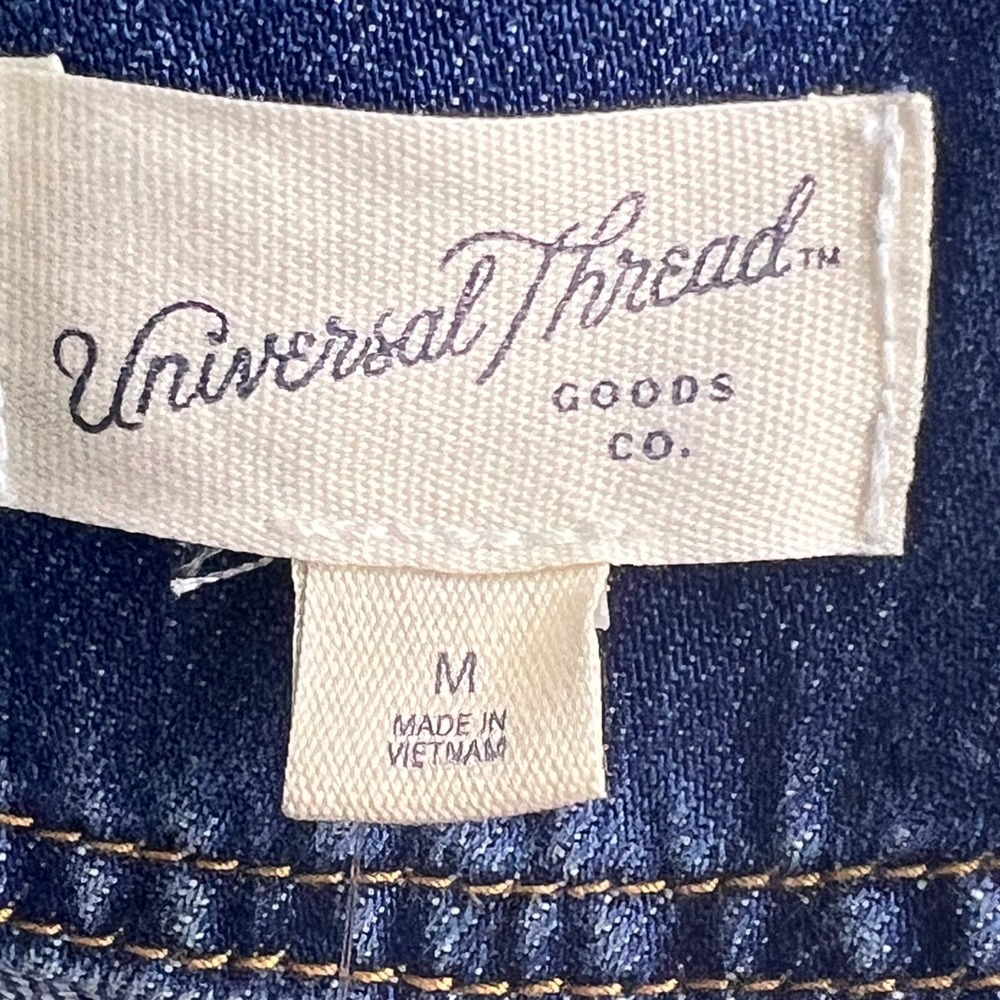 Universal Thread™
GOODS
CO.
M
MADE IN
VIETNAM